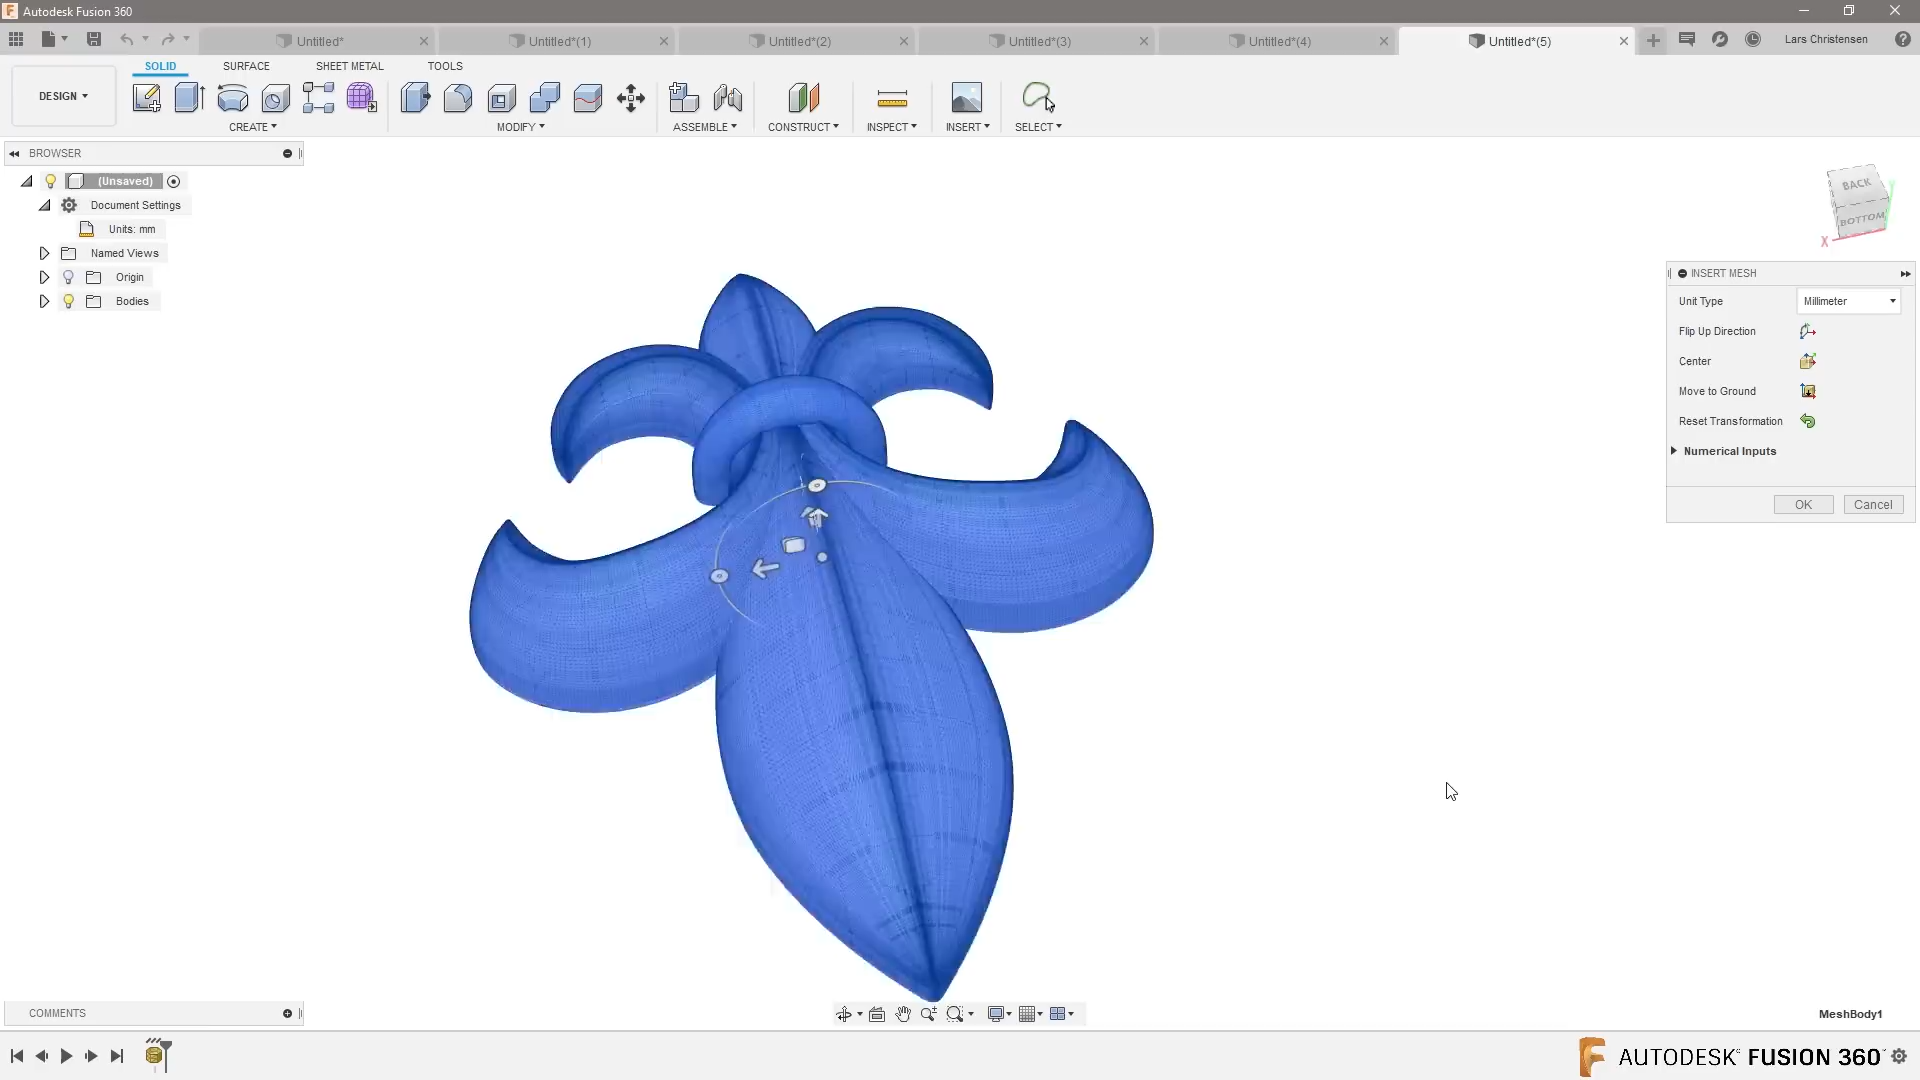 Autodesk Fusion 360
Untitled*
Untitled*(1)
Untitled*(2)
Untitled*(3)
Untitled*(4)
Untitled*(5)
Lars Christensen
SOLID
SURFACE
SHEET METAL
TOOLS
DESIGN
CREATE
MODIFY
ASSEMBLE
CONSTRUCT
INSPECT
INSERT
SELECT
BROWSER
(Unsaved)
Document Settings
Units: mm
Named Views
Origin
Bodies
BACK
BOTTOM
X
INSERT MESH
Unit Type
Millimeter
Flip Up Direction
Center
Move to Ground
Reset Transformation
Numerical Inputs
OK
Cancel
COMMENTS
MeshBody1
AUTODESK FUSION 360